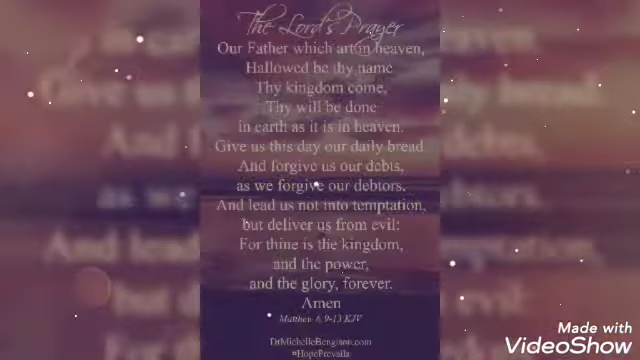 The Lord's Prayer
Our Father which art in heaven,
Hallowed be thy name
Thy kingdom come,
Thy will be done
in earth as it is in heaven.
Give us this day our daily bread
And forgive us our debts,
as we forgive our debtors.
And lead us not into temptation,
but deliver us from evil:
For thine is the kingdom,
and the power,
and the glory, forever.
Amen
Matthew 6:9-13 KJV
DrMichelleBengtson.com
#HopePrevails
Made with
VideoShow